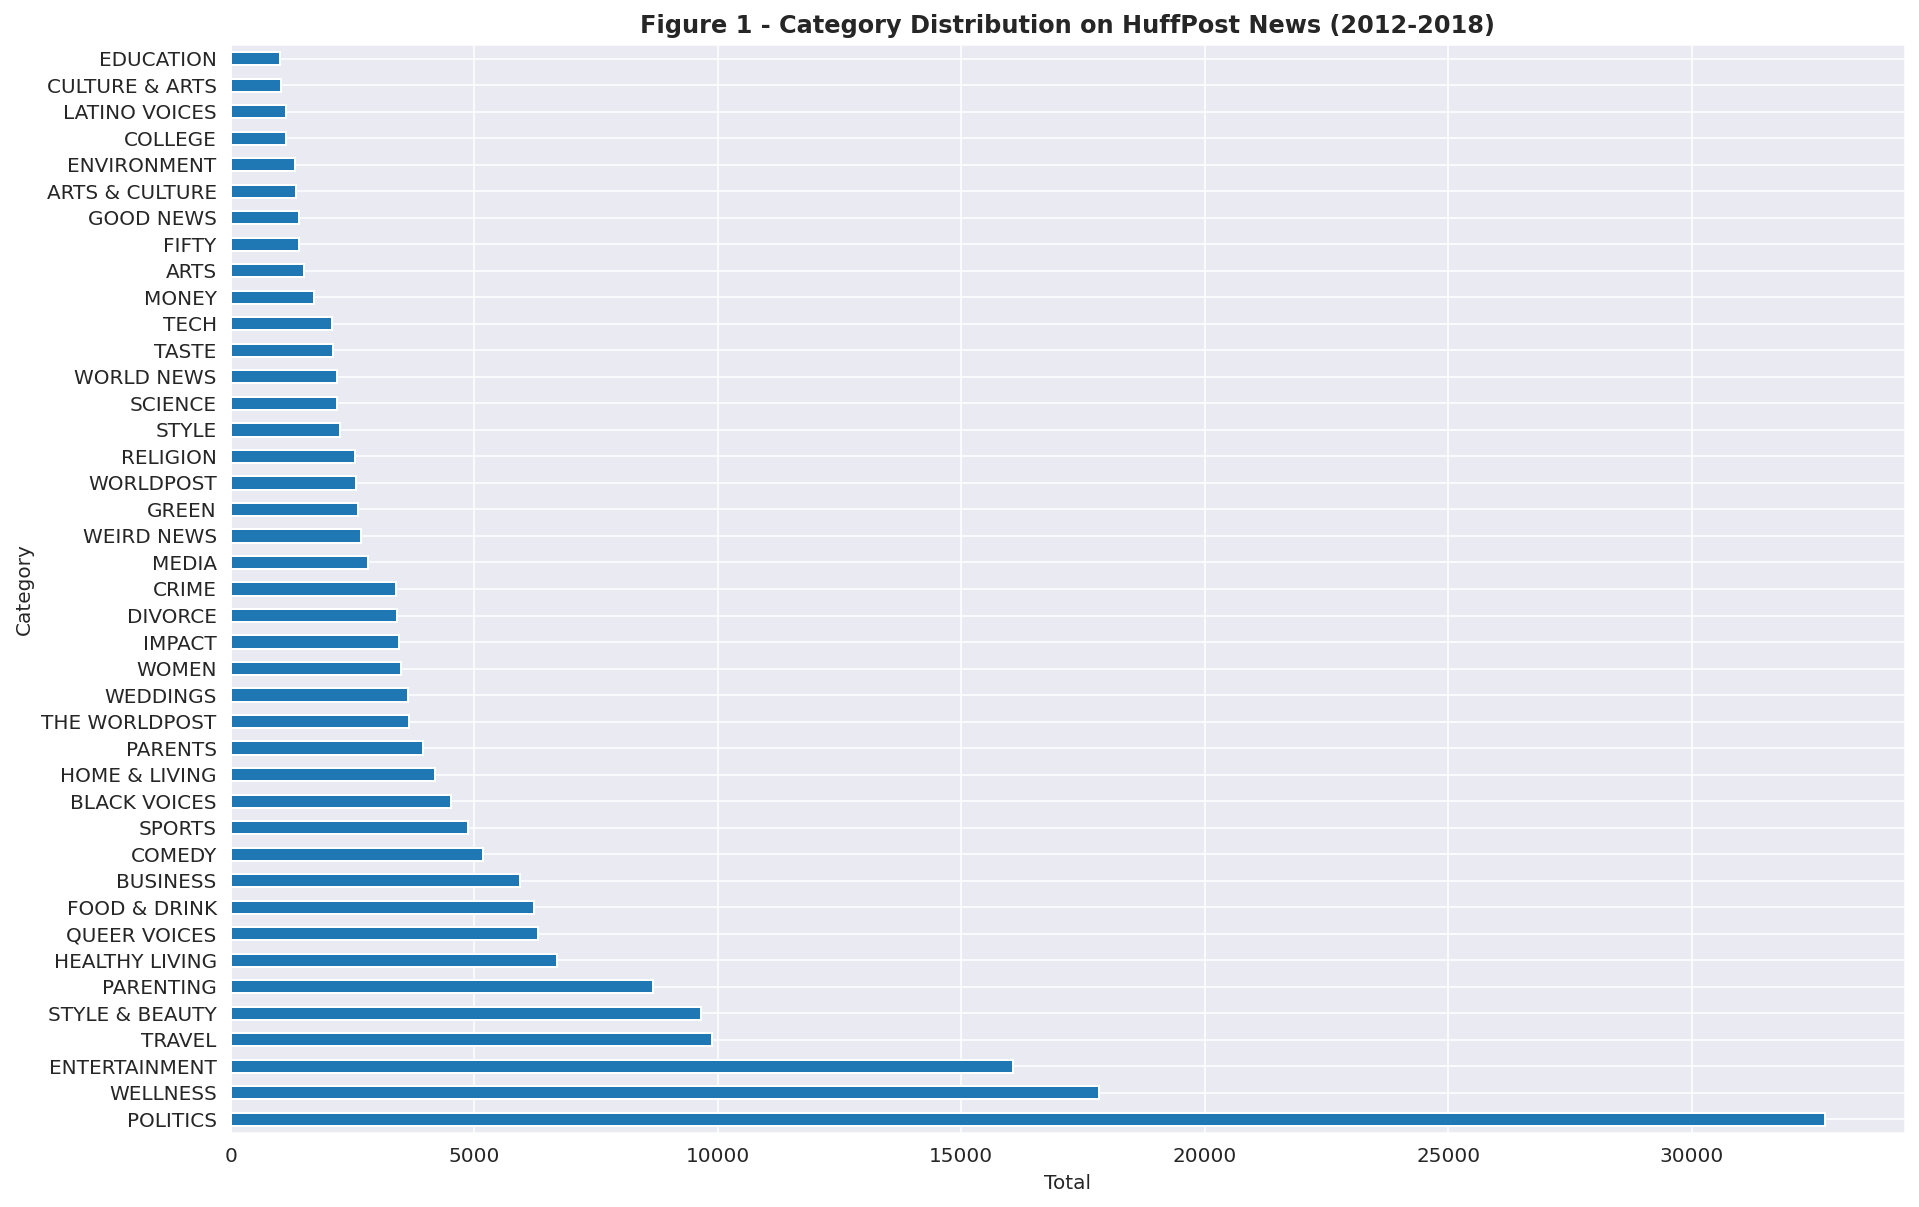 Figure 1 - Category Distribution on HuffPost News (2012-2018)
EDUCATION
CULTURE & ARTS
LATINO VOICES
COLLEGE
ENVIRONMENT
ARTS & CULTURE
GOOD NEWS
FIFTY
ARTS
MONEY
TECH
TASTE
WORLD NEWS
SCIENCE
STYLE
RELIGION
WORLDPOST
GREEN
WEIRD NEWS
MEDIA
CRIME
DIVORCE
IMPACT
WOMEN
WEDDINGS
THE WORLDPOST
PARENTS
HOME & LIVING
BLACK VOICES
SPORTS
COMEDY
BUSINESS
FOOD & DRINK
QUEER VOICES
HEALTHY LIVING
PARENTING
STYLE & BEAUTY
TRAVEL
ENTERTAINMENT
WELLNESS
POLITICS
Category
0 5000 10000 15000 20000 25000 30000
Total